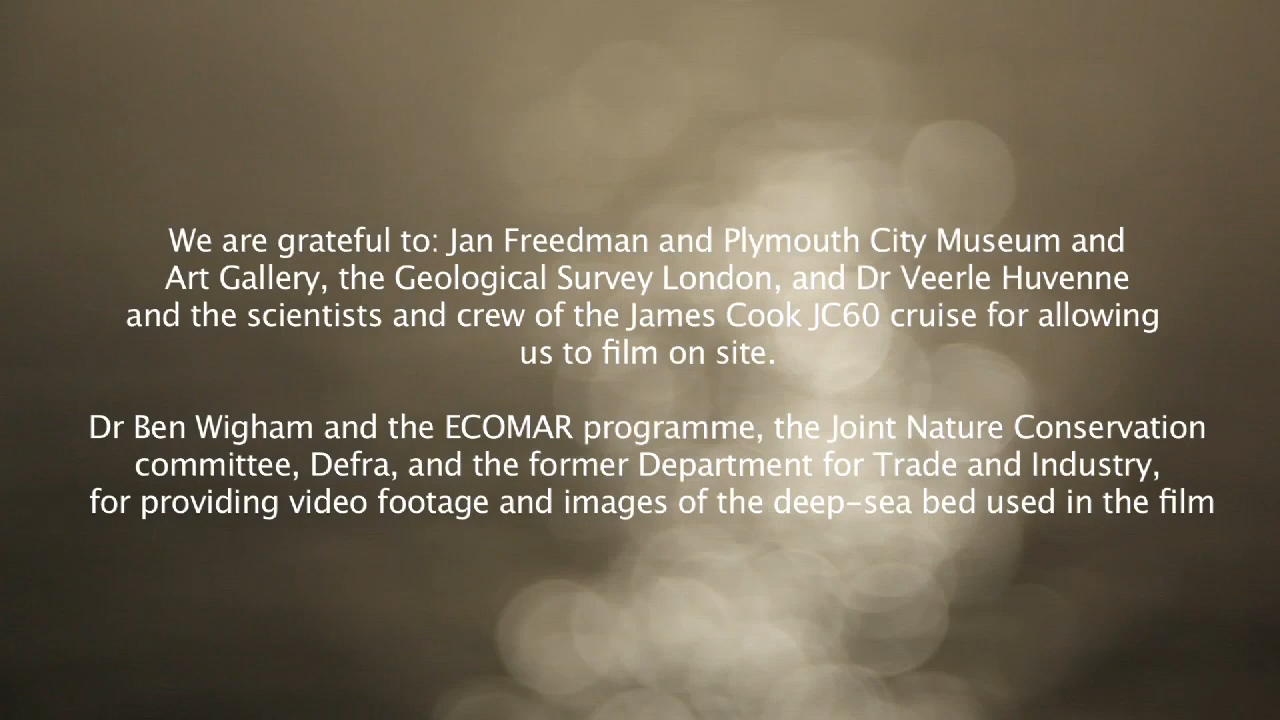 We are grateful to: Jan Freedman and Plymouth City Museum and
Art Gallery, the Geological Survey London, and Dr Veerle Huvenne
and the scientists and crew of the James Cook JC60 cruise for allowing
us to film on site.
Dr Ben Wigham and the ECOMAR programme, the Joint Nature Conservation
committee, Defra, and the former Department for Trade and Industry,
for providing video footage and images of the deep-sea bed used in the film